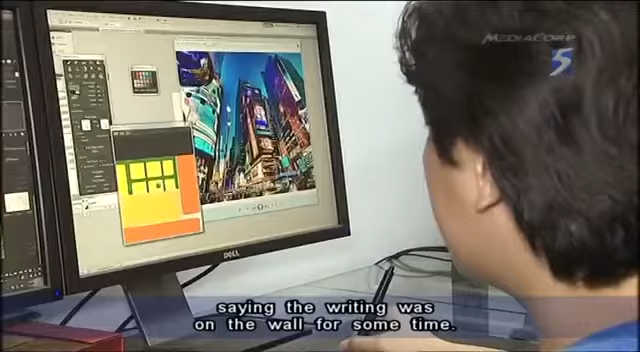 MEDIACORP
5
DELL
saying the writing was
on the wall for some time.